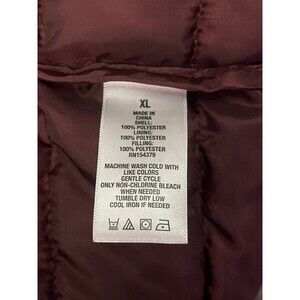 XL
MADE IN
CHINA
SHELL:
100% POLYESTER
LINING:
100% POLYESTER
FILLING:
100% POLYESTER
RN154379
MACHINE WASH COLD WITH
LIKE COLORS
GENTLE CYCLE
ONLY NON-CHLORINE BLEACH
WHEN NEEDED
TUMBLE DRY LOW
COOL IRON IF NEEDED